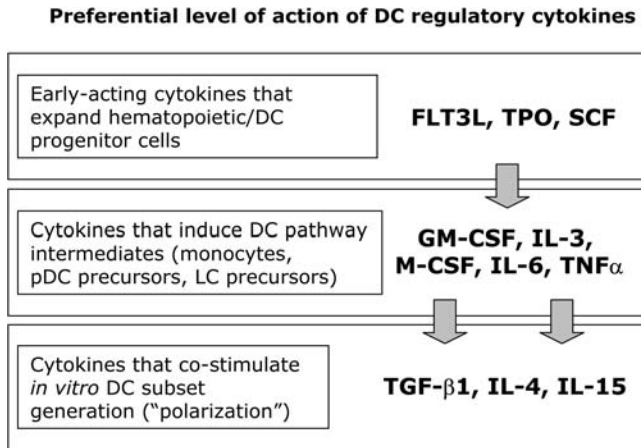 Preferential level of action of DC regulatory cytokines
Early-acting cytokines that
expand hematopoietic/DC
progenitor cells
FLT3L, TPO, SCF
Cytokines that induce DC pathway
intermediates (monocytes,
pDC precursors, LC precursors)
GM-CSF, IL-3,
M-CSF, IL-6, TNFα
Cytokines that co-stimulate
in vitro DC subset
generation (“polarization”)
TGF-β1, IL-4, IL-15